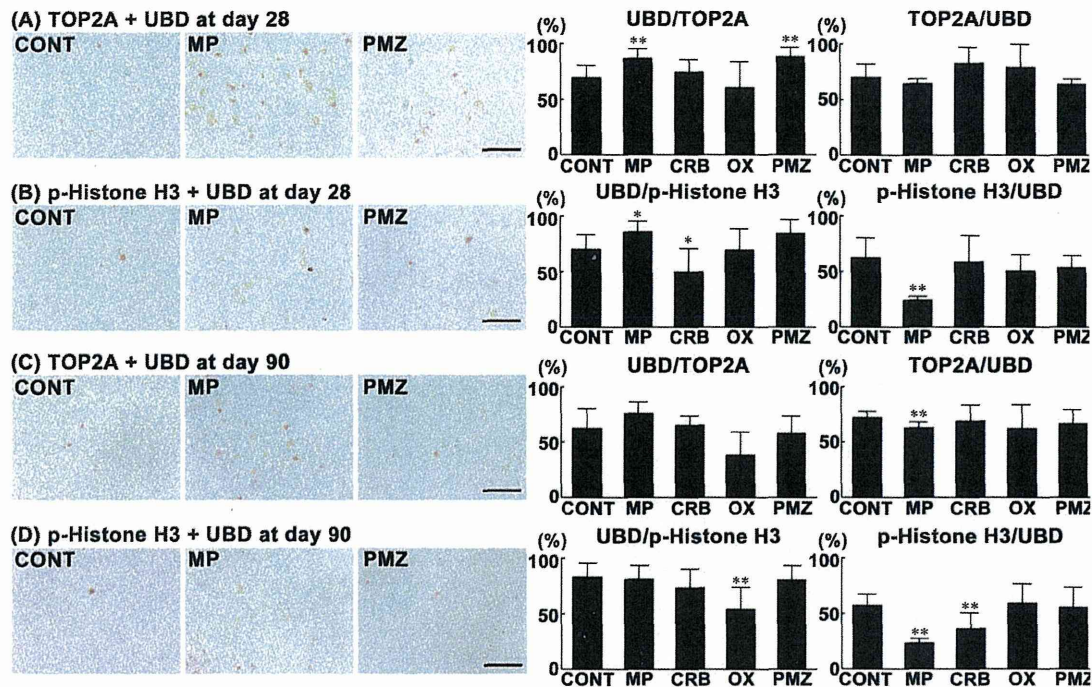 (A) TOP2A + UBD at day 28
CONT MP PMZ
(%) UBD/TOP2A
100
50
0
** **
CONT MP CRB OX PMZ
(%) TOP2A/UBD
100
50
0
CONT MP CRB OX PMZ
(B) p-Histone H3 + UBD at day 28
CONT MP PMZ
(%) UBD/p-Histone H3
100
50
0
* *
CONT MP CRB OX PMZ
(%) p-Histone H3/UBD
100
50
0
**
CONT MP CRB OX PMZ
(C) TOP2A + UBD at day 90
CONT MP PMZ
(%) UBD/TOP2A
100
50
0
CONT MP CRB OX PMZ
(%) TOP2A/UBD
100
50
0
**
CONT MP CRB OX PMZ
(D) p-Histone H3 + UBD at day 90
CONT MP PMZ
(%) UBD/p-Histone H3
100
50
0
**
CONT MP CRB OX PMZ
(%) p-Histone H3/UBD
100
50
0
** **
CONT MP CRB OX PMZ